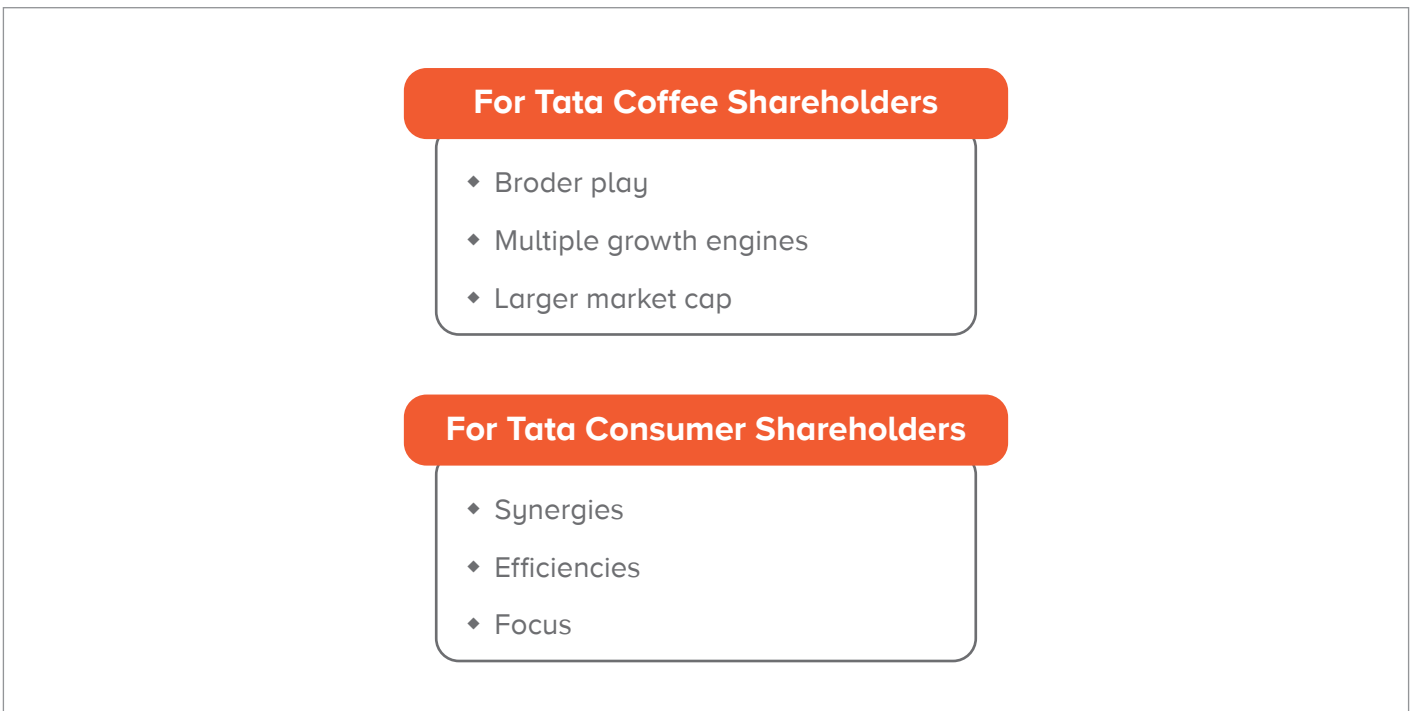 For Tata Coffee Shareholders
◆ Broder play
◆ Multiple growth engines
◆ Larger market cap
For Tata Consumer Shareholders
◆ Synergies
◆ Efficiencies
◆ Focus